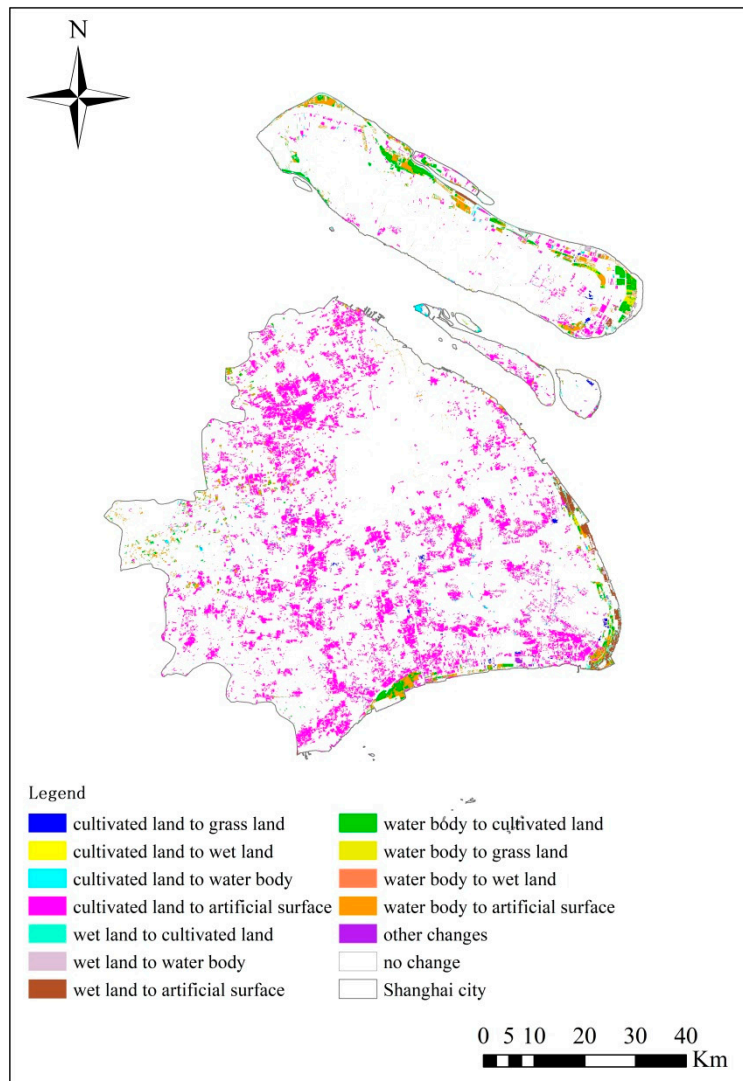 N
Legend
cultivated land to grass land
cultivated land to wet land
cultivated land to water body
cultivated land to artificial surface
wet land to cultivated land
wet land to water body
wet land to artificial surface
water body to cultivated land
water body to grass land
water body to wet land
water body to artificial surface
other changes
no change
Shanghai city
0 5 10 20 30 40
Km